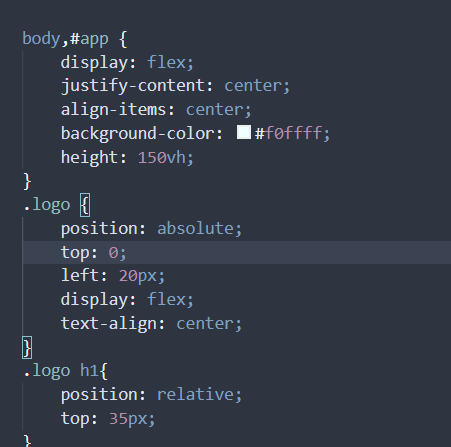 body,#app {
    display: flex;
    justify-content: center;
    align-items: center;
    background-color: #f0ffff;
    height: 150vh;
}
.logo {
    position: absolute;
    top: 0;
    left: 20px;
    display: flex;
    text-align: center;
}
.logo h1{
    position: relative;
    top: 35px;
}